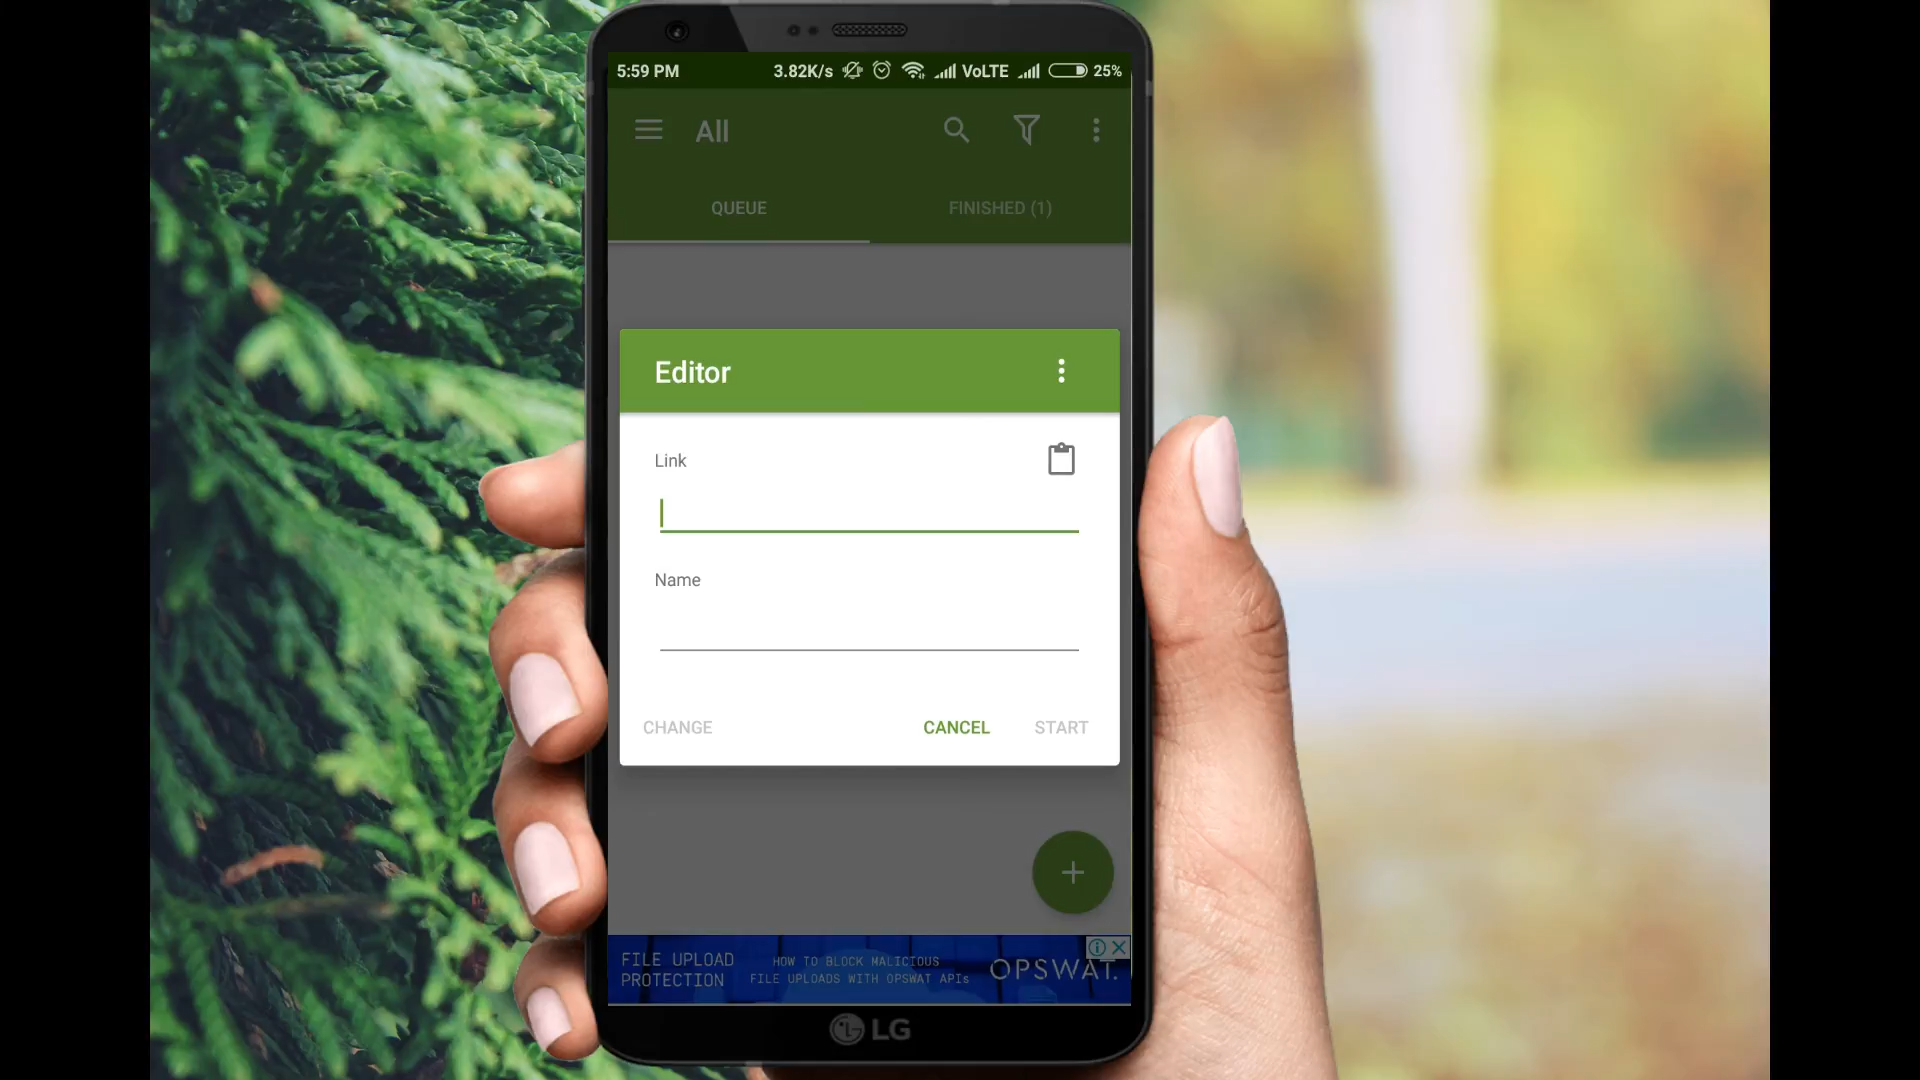 5:59 PM 3.82K/s VoLTE 25%
All
QUEUE FINISHED (1)
Editor
Link
Name
CHANGE CANCEL START
FILE UPLOAD
PROTECTION
HOW TO BLOCK MALICIOUS
FILE UPLOADS WITH OPSWAT APIs
OPSWAT.
LG